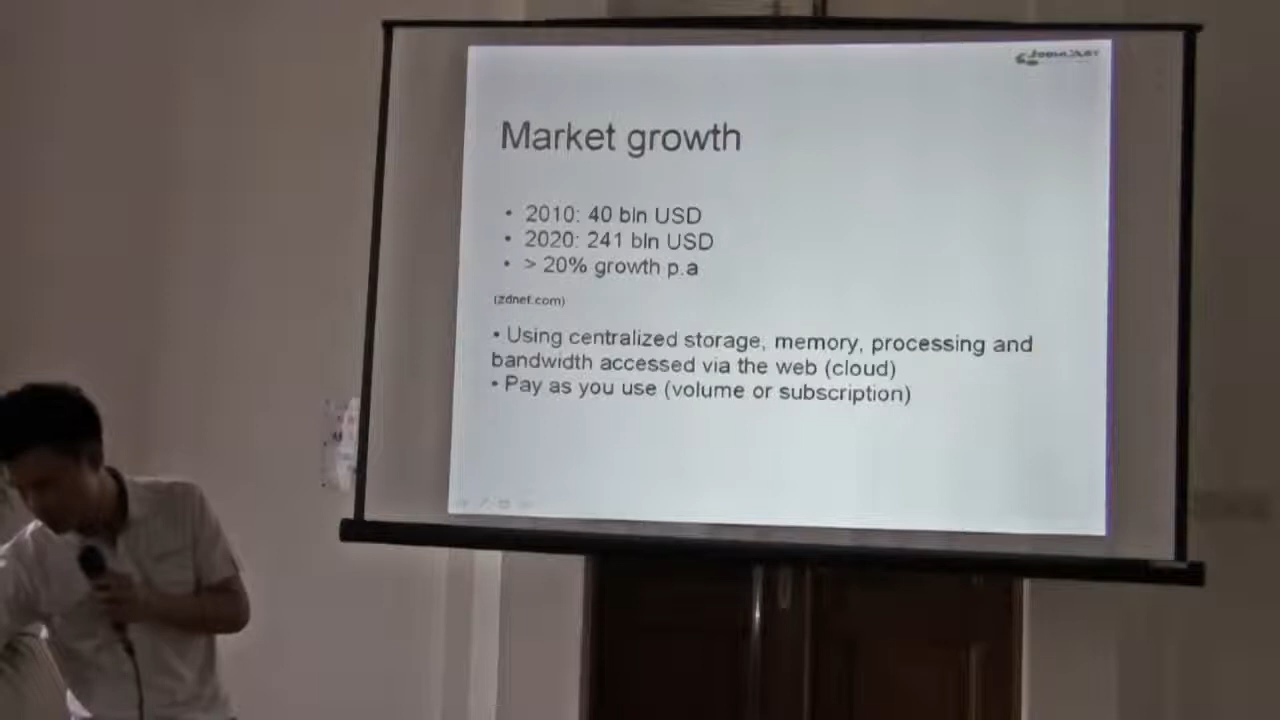 Market growth
• 2010: 40 bln USD
• 2020: 241 bln USD
• > 20% growth p.a
(zdnet.com)
• Using centralized storage, memory, processing and
bandwidth accessed via the web (cloud)
• Pay as you use (volume or subscription)